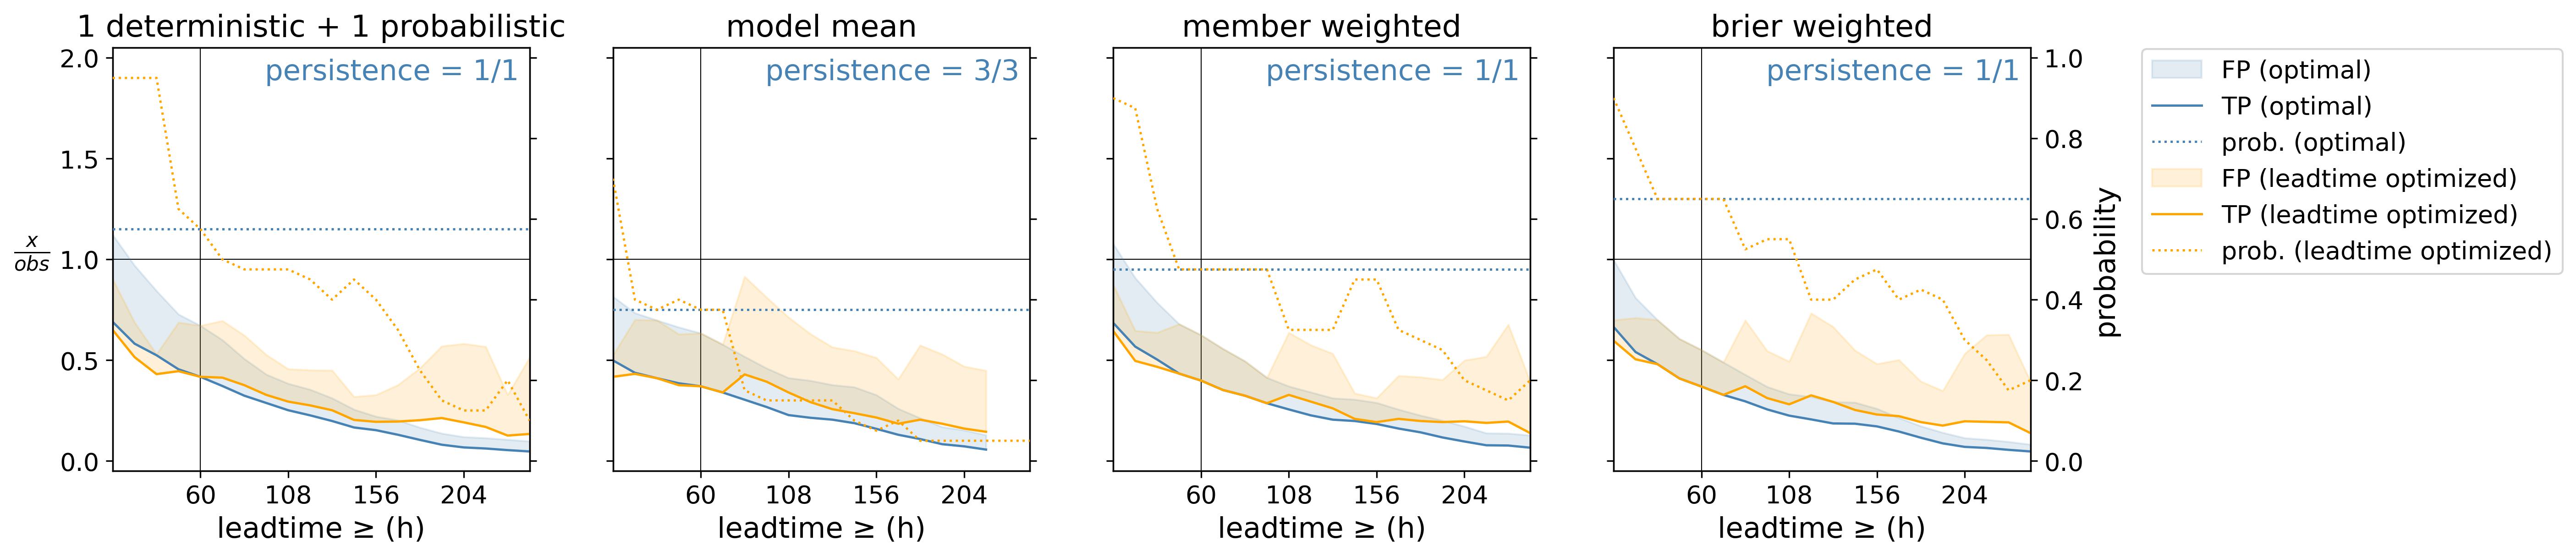 1 deterministic + 1 probabilistic
model mean
member weighted
brier weighted
persistence = 1/1
persistence = 3/3
persistence = 1/1
persistence = 1/1
x/obs
2.0
1.5
1.0
0.5
0.0
60 108 156 204
60 108 156 204
60 108 156 204
60 108 156 204
leadtime ≥ (h)
leadtime ≥ (h)
leadtime ≥ (h)
leadtime ≥ (h)
1.0
0.8
0.6
0.4
0.2
0.0
probability
FP (optimal)
TP (optimal)
prob. (optimal)
FP (leadtime optimized)
TP (leadtime optimized)
prob. (leadtime optimized)